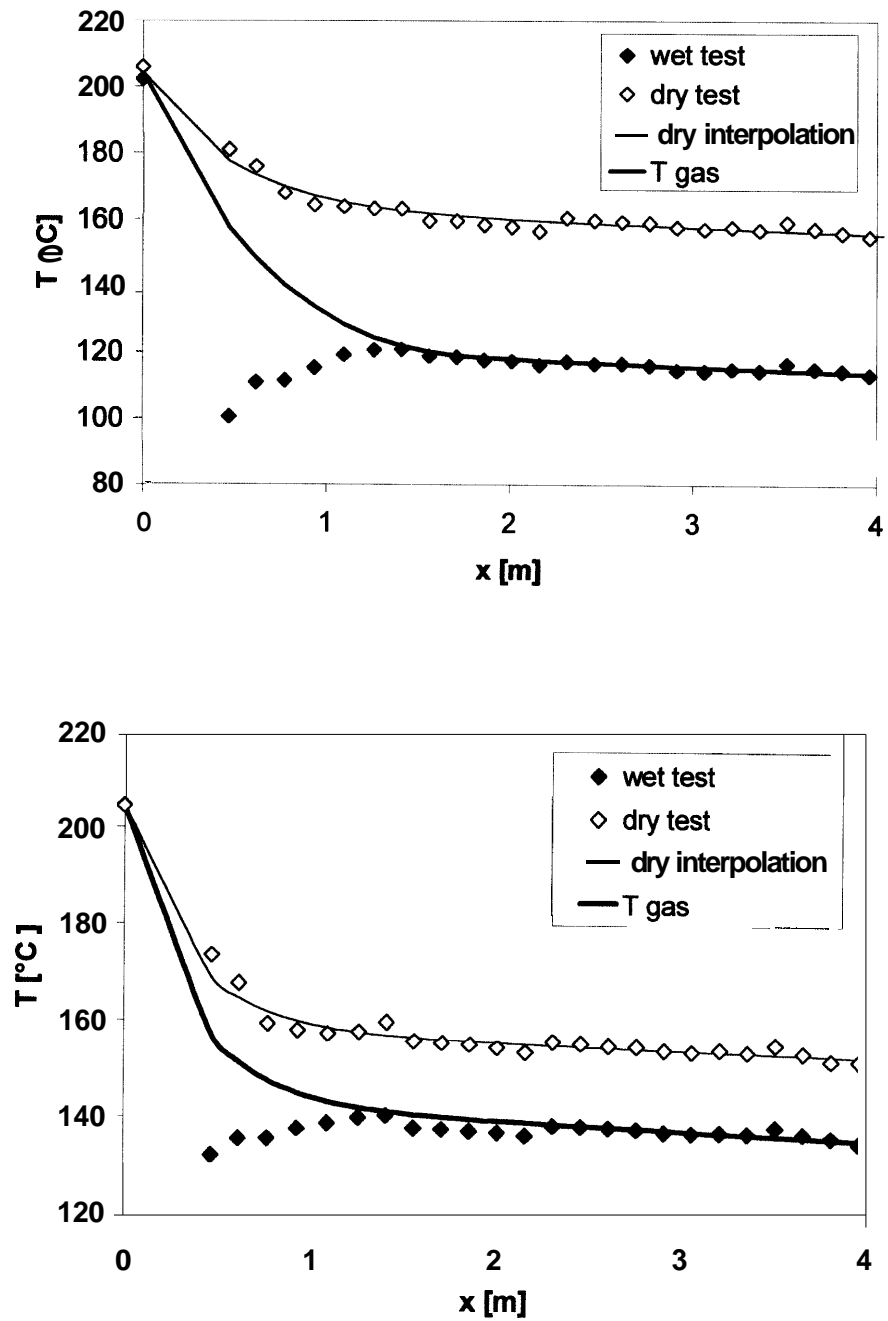 220
200
180
160
140
120
100
80
T (()C)
wet test
dry test
dry interpolation
T gas
0 1 2 3 4
x [m]
220
200
180
160
140
120
T [°C ]
wet test
dry test
dry interpolation
T gas
0 1 2 3 4
x [m]